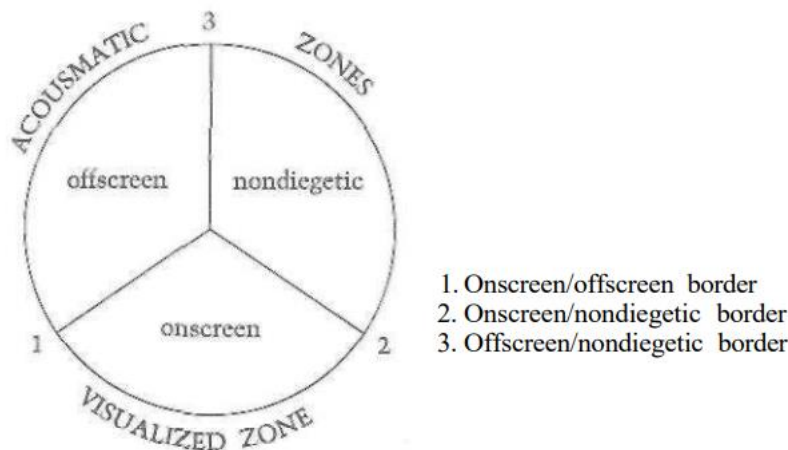 3
ACOUSMATIC ZONES
offscreen nondiegetic
onscreen
1 2
VISUALIZED ZONE
1. Onscreen/offscreen border
2. Onscreen/nondiegetic border
3. Offscreen/nondiegetic border